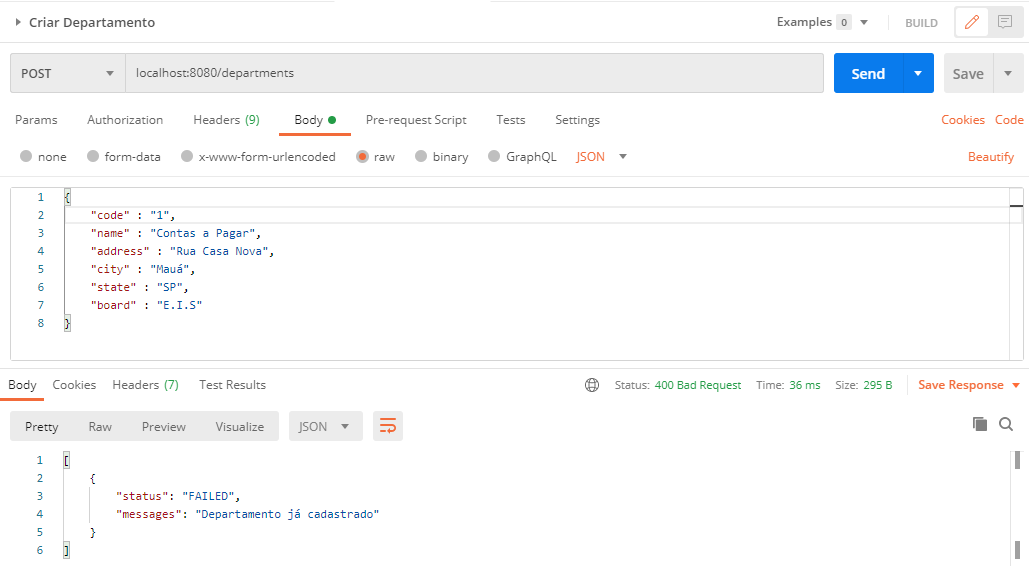 Criar Departamento Examples 0 BUILD
POST localhost:8080/departments Send Save
Params Authorization Headers (9) Body Pre-request Script Tests Settings Cookies Code
none form-data x-www-form-urlencoded raw binary GraphQL JSON Beautify
1 {
2 "code" : "1",
3 "name" : "Contas a Pagar",
4 "address" : "Rua Casa Nova",
5 "city" : "Mauá",
6 "state" : "SP",
7 "board" : "E.I.S"
8 }
Body Cookies Headers (7) Test Results Status: 400 Bad Request Time: 36 ms Size: 295 B Save Response
Pretty Raw Preview Visualize JSON
1 [
2 {
3 "status": "FAILED",
4 "messages": "Departamento já cadastrado"
5 }
6 ]